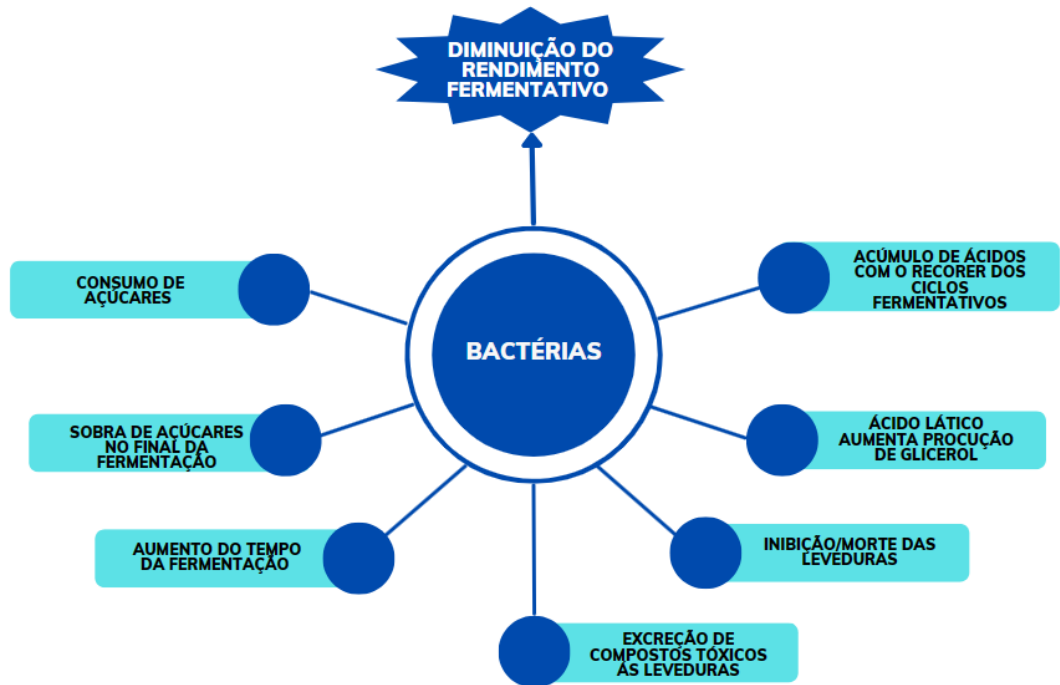 DIMINUIÇÃO DO
RENDIMENTO
FERMENTATIVO
BACTÉRIAS
CONSUMO DE
AÇÚCARES
SOBRA DE AÇÚCARES
NO FINAL DA
FERMENTAÇÃO
AUMENTO DO TEMPO
DA FERMENTAÇÃO
EXCREÇÃO DE
COMPOSTOS TÓXICOS
ÀS LEVEDURAS
INIBIÇÃO/MORTE DAS
LEVEDURAS
ÁCIDO LÁTICO
AUMENTA PROCUÇÃO
DE GLICEROL
ACÚMULO DE ÁCIDOS
COM O RECORER DOS
CICLOS
FERMENTATIVOS